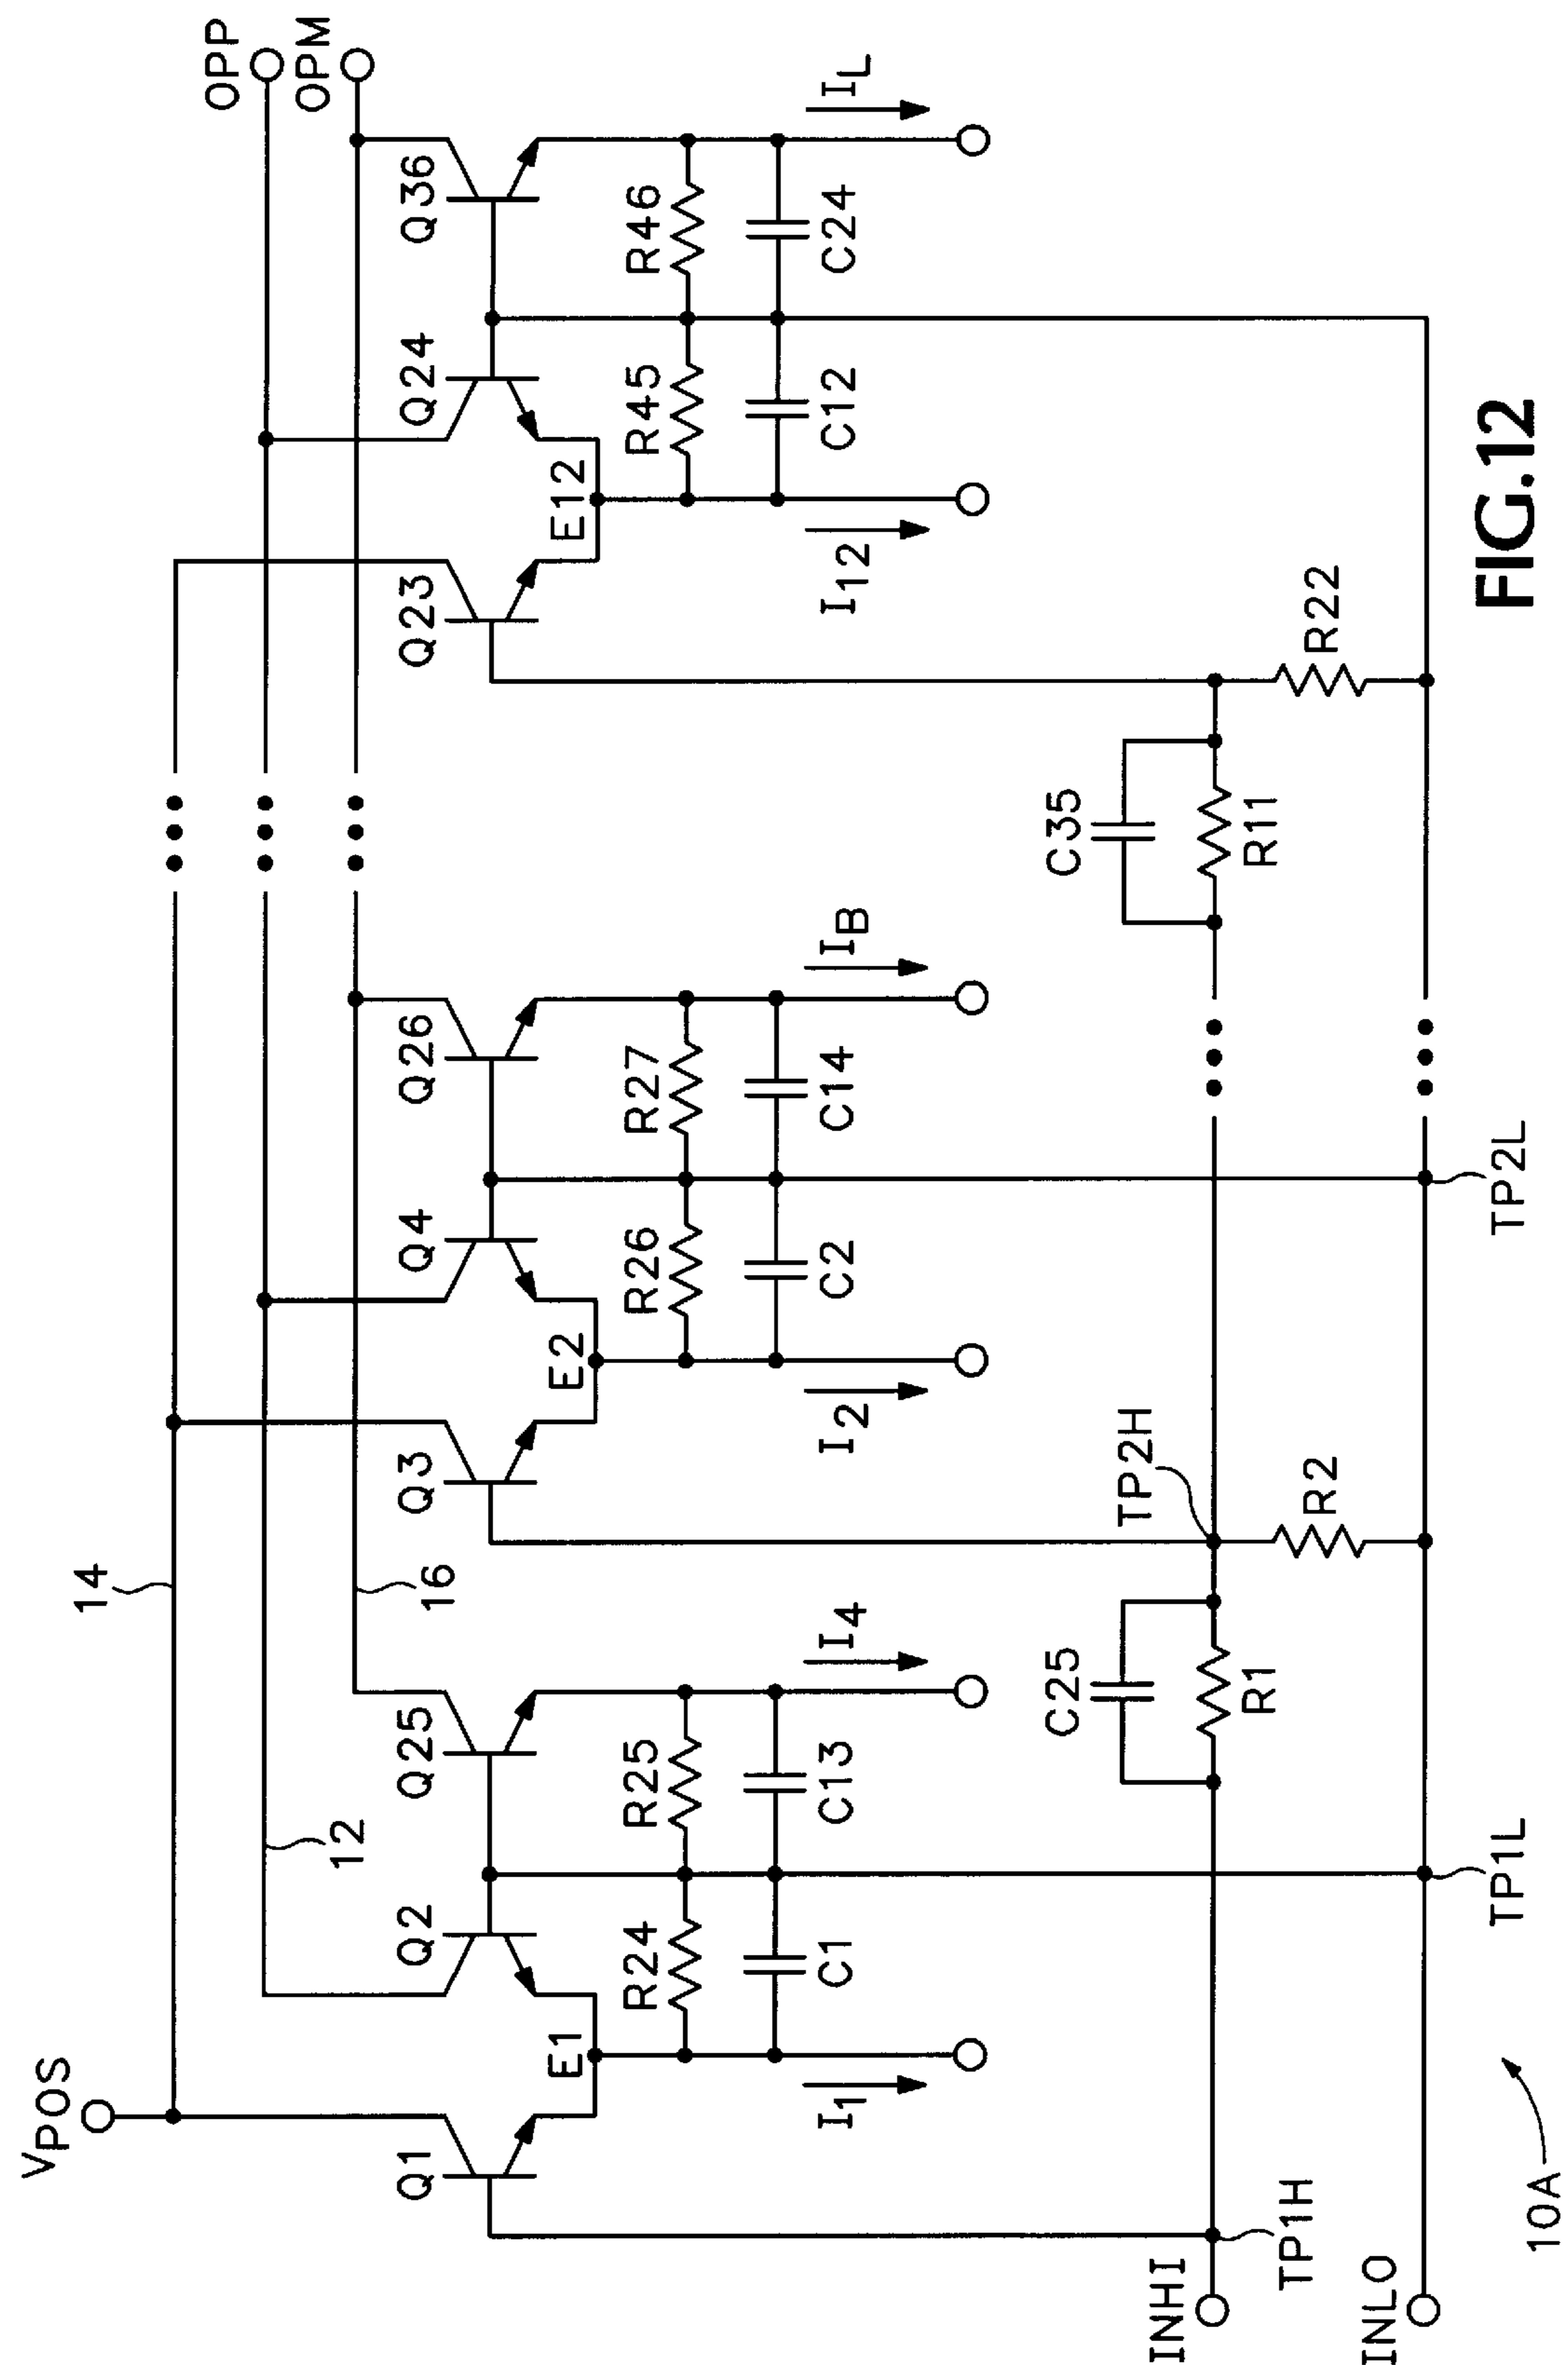 VPOS
14
OPP
12
OPM
16
Q1
Q2
Q25
Q3
Q4
Q26
Q23
Q24
Q36
E1
E2
E12
R24
R25
R26
R27
R45
R46
C1
C13
C2
C14
C12
C24
I1
I4
I2
IB
I12
IL
C25
TP2H
C35
INHI
TP1H
R1
R2
R11
R22
INLO
TP1L
TP2L
10A
FIG.12